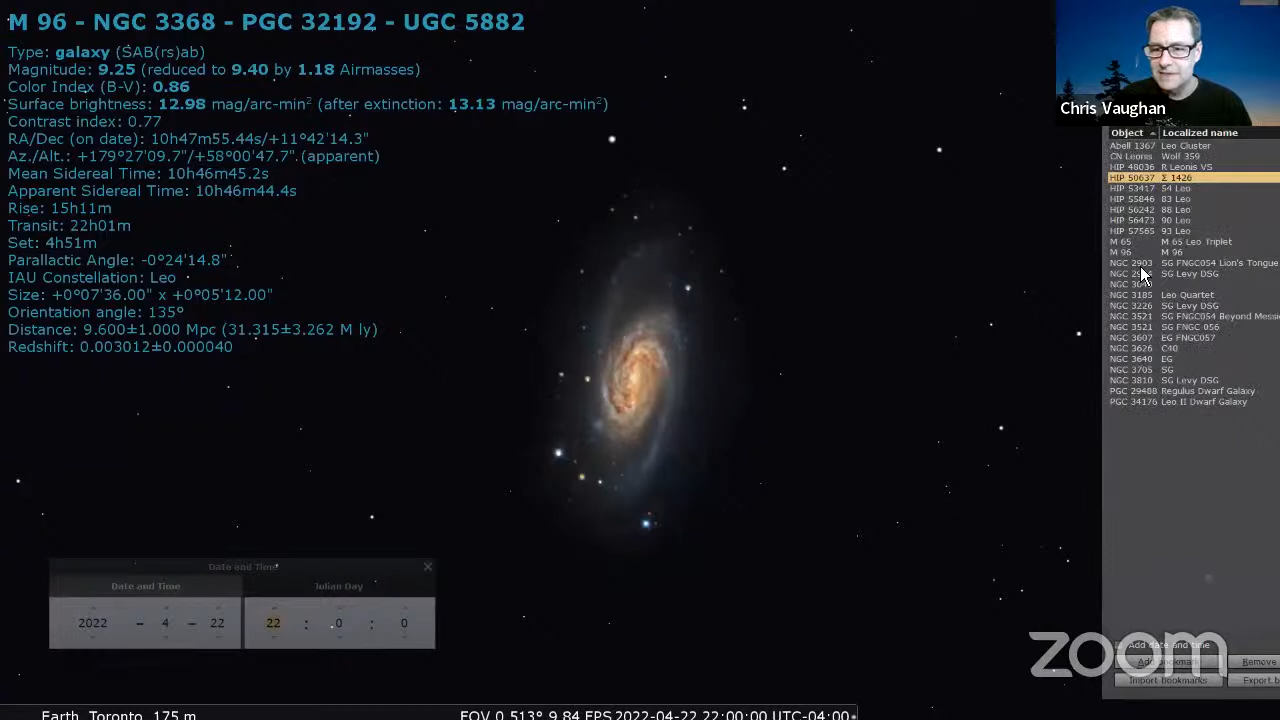 M 96 - NGC 3368 - PGC 32192 - UGC 5882
Type: galaxy (SAB(rs)ab)
Magnitude: 9.25 (reduced to 9.40 by 1.18 Airmasses)
Color Index (B-V): 0.86
Surface brightness: 12.98 mag/arc-min² (after extinction: 13.13 mag/arc-min²)
Contrast index: 0.77
RA/Dec (on date): 10h47m55.44s/+11°42'14.3"
Az./Alt.: +179°27'09.7"/+58°00'47.7" (apparent)
Mean Sidereal Time: 10h46m45.2s
Apparent Sidereal Time: 10h46m44.4s
Rise: 15h11m
Transit: 22h01m
Set: 4h51m
Parallactic Angle: -0°24'14.8"
IAU Constellation: Leo
Size: +0°07'36.00" x +0°05'12.00"
Orientation angle: 135°
Distance: 9.600±1.000 Mpc (31.315±3.262 M ly)
Redshift: 0.003012±0.000040
Chris Vaughan
Object Localized name
Abell 1367 Leo Cluster
CN Leonis Wolf 359
HIP 48036 R Leonis VS
HIP 50637 Σ 1426
HIP 53417 54 Leo
HIP 55846 83 Leo
HIP 56242 88 Leo
HIP 56473 90 Leo
HIP 57565 93 Leo
M 65 M 65 Leo Triplet
M 96 M 96
NGC 2903 SG FNGC054 Lion's Tongue
NGC SG Levy DSG
NGC
NGC 3185 Leo Quartet
NGC 3226 SG Levy DSG
NGC 3521 SG FNGC054 Beyond Messi
NGC 3521 SG FNGC 056
NGC 3607 EG FNGC057
NGC 3626 C40
NGC 3640 EG
NGC 3705 SG
NGC 3810 SG Levy DSG
PGC 29488 Regulus Dwarf Galaxy
PGC 34176 Leo II Dwarf Galaxy
Date and Time
Date and Time Julian Day
2022 - 4 - 22 22 : 0 : 0
Add date and time
Add bookmark Remove
Import bookmarks Export b
zoom
Earth, Toronto, 175 m FOV 0.513° 9.84 FPS 2022-04-22 22:00:00 UTC-04:00